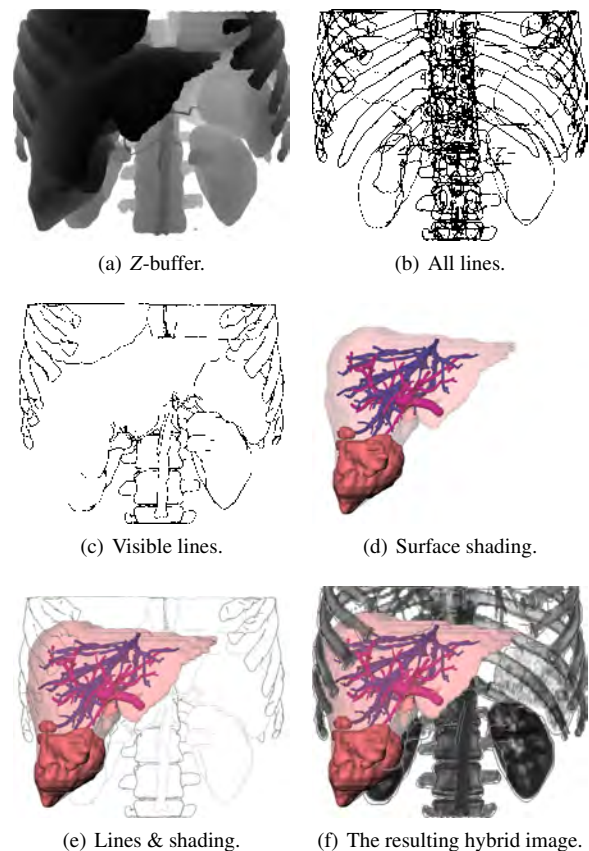 (a) Z-buffer.
(b) All lines.
(c) Visible lines.
(d) Surface shading.
(e) Lines & shading.
(f) The resulting hybrid image.